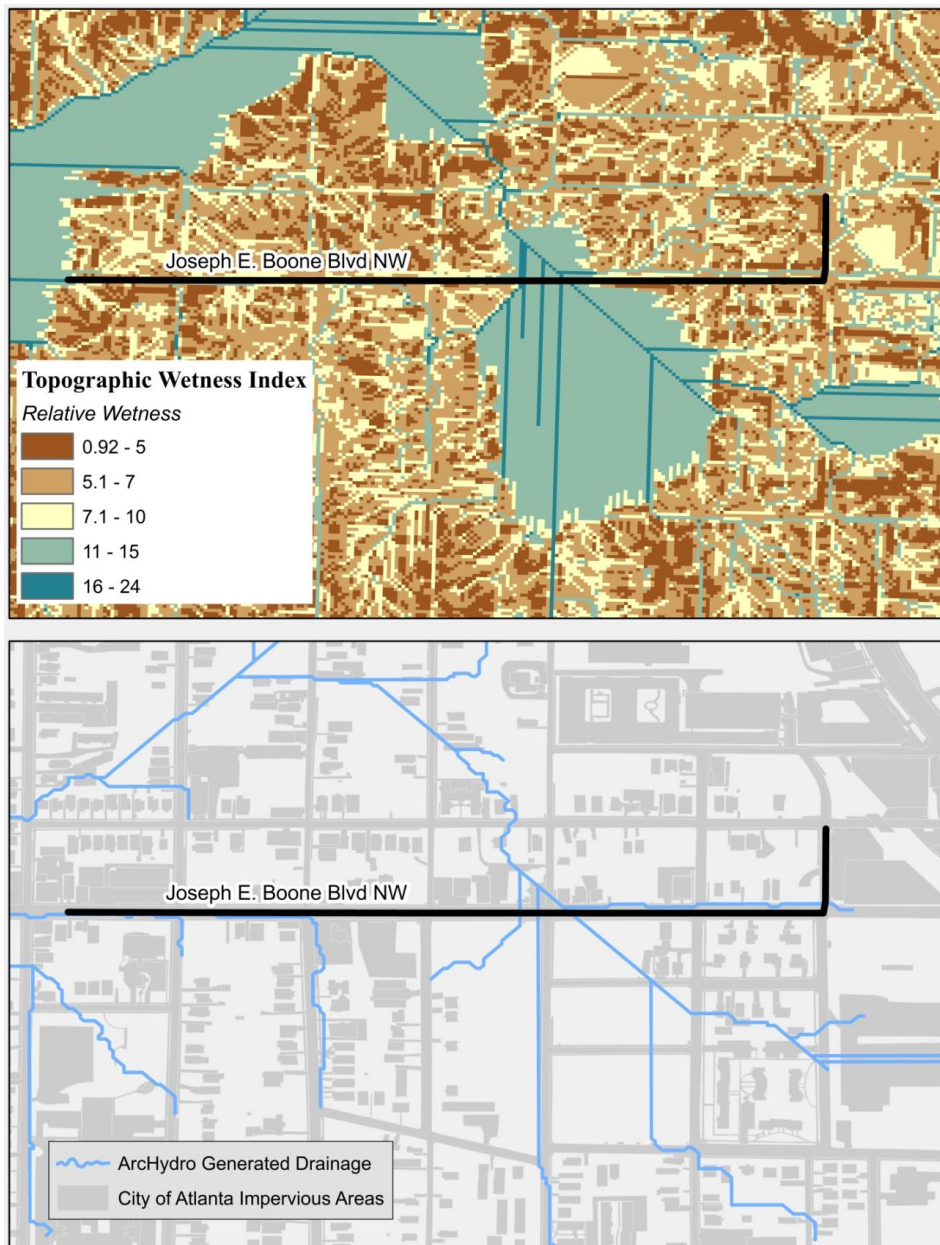 Joseph E. Boone Blvd NW
Topographic Wetness Index
Relative Wetness
0.92 - 5
5.1 - 7
7.1 - 10
11 - 15
16 - 24
Joseph E. Boone Blvd NW
ArcHydro Generated Drainage
City of Atlanta Impervious Areas